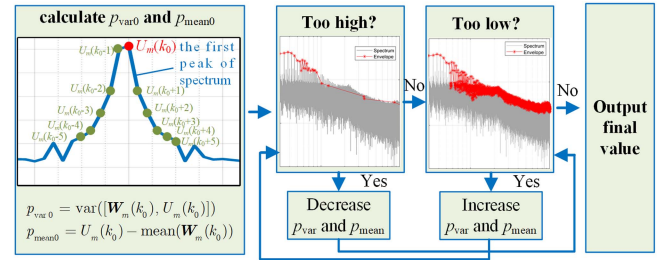 calculate p_var0 and p_mean0
U_m(k_0-1)
U_m(k_0)
the first
peak of
spectrum
U_m(k_0-2)
U_m(k_0+1)
U_m(k_0-3)
U_m(k_0+2)
U_m(k_0-4)
U_m(k_0+3)
U_m(k_0+4)
U_m(k_0-5)
U_m(k_0+5)
p_var 0 = var([W_m(k_0), U_m(k_0)])
p_mean0 = U_m(k_0) − mean(W_m(k_0))
Too high?
Spectrum
Envelope
No
Yes
Decrease
p_var and p_mean
Too low?
Spectrum
Envelope
No
Yes
Increase
p_var and p_mean
Output
final
value